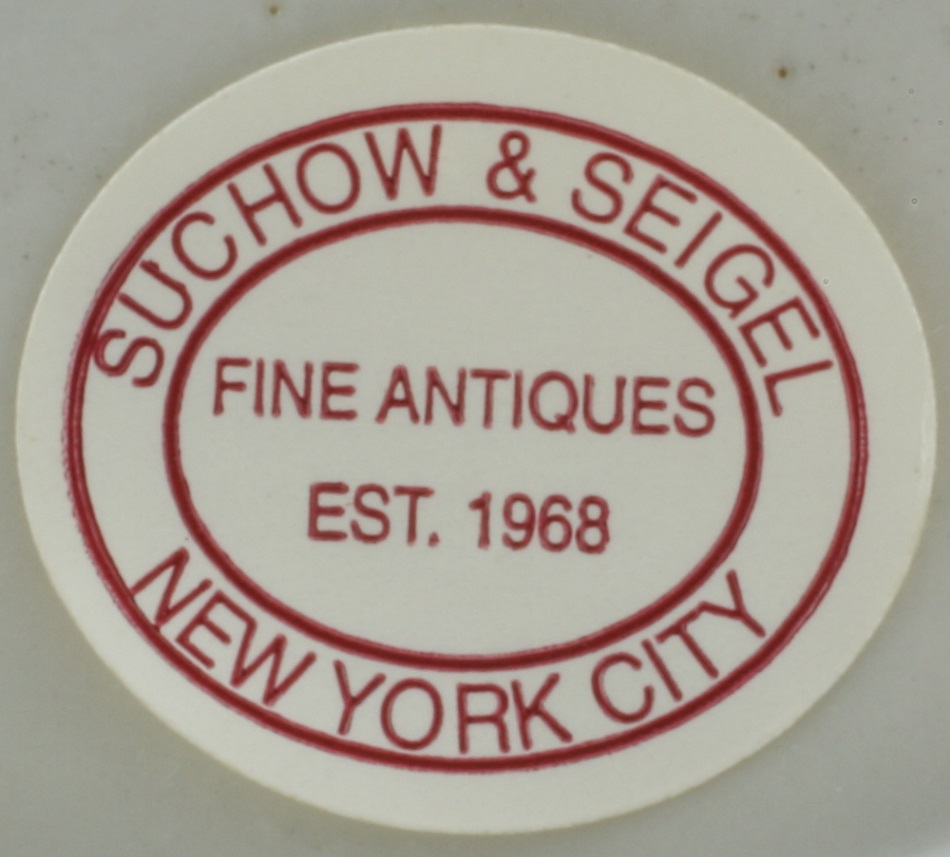 SUCHOW & SEIGEL
FINE ANTIQUES
EST. 1968
NEW YORK CITY